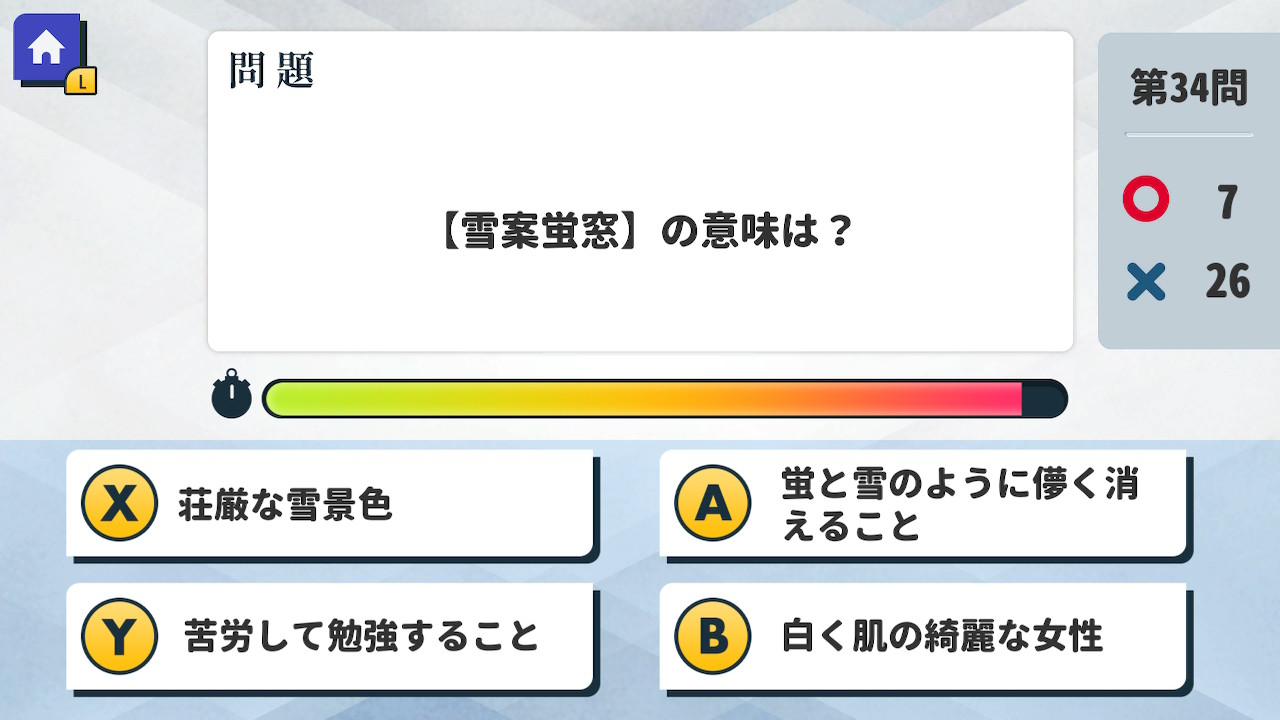 L
問題
【雪案蛍窓】の意味は？
第34問
7
26
X
荘厳な雪景色
A
蛍と雪のように儚く消
えること
Y
苦労して勉強すること
B
白く肌の綺麗な女性